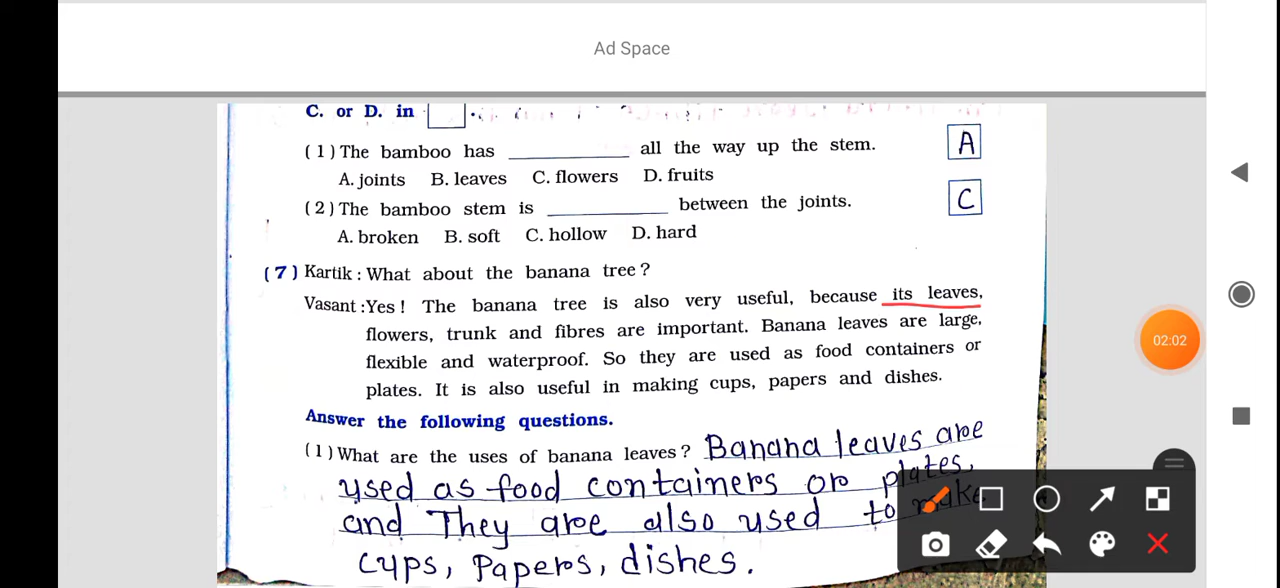 Ad Space
C. or D. in
(1) The bamboo has ____________ all the way up the stem. A
A. joints B. leaves C. flowers D. fruits
(2) The bamboo stem is ____________ between the joints. C
A. broken B. soft C. hollow D. hard
(7) Kartik : What about the banana tree?
Vasant : Yes! The banana tree is also very useful, because its leaves,
flowers, trunk and fibres are important. Banana leaves are large,
flexible and waterproof. So they are used as food containers or
plates. It is also useful in making cups, papers and dishes.
Answer the following questions.
(1) What are the uses of banana leaves? Banana leaves are
used as food containers or plates,
and They are also used to make
cups, Papers, dishes.
02:02